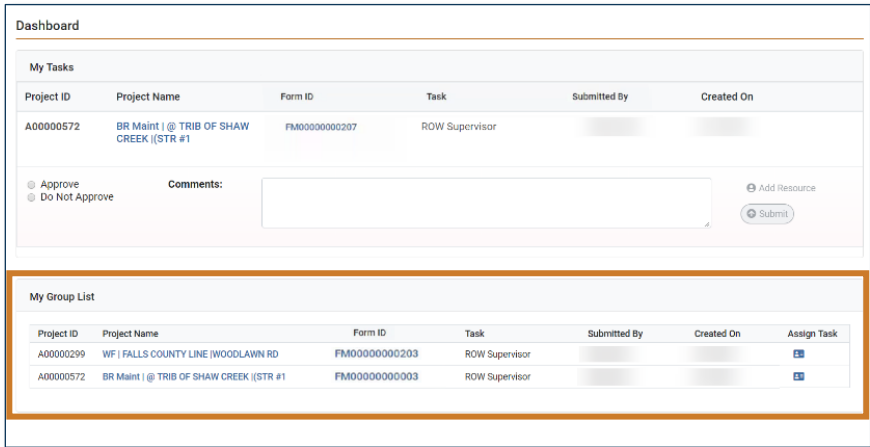 Dashboard
My Tasks
Project ID Project Name Form ID Task Submitted By Created On
A00000572 BR Maint | @ TRIB OF SHAW FM00000000207 ROW Supervisor
CREEK |(STR #1
Approve Comments: Add Resource
Do Not Approve
Submit
My Group List
Project ID Project Name Form ID Task Submitted By Created On Assign Task
A00000299 WF | FALLS COUNTY LINE |WOODLAWN RD FM00000000203 ROW Supervisor
A00000572 BR Maint | @ TRIB OF SHAW CREEK |(STR #1 FM00000000003 ROW Supervisor